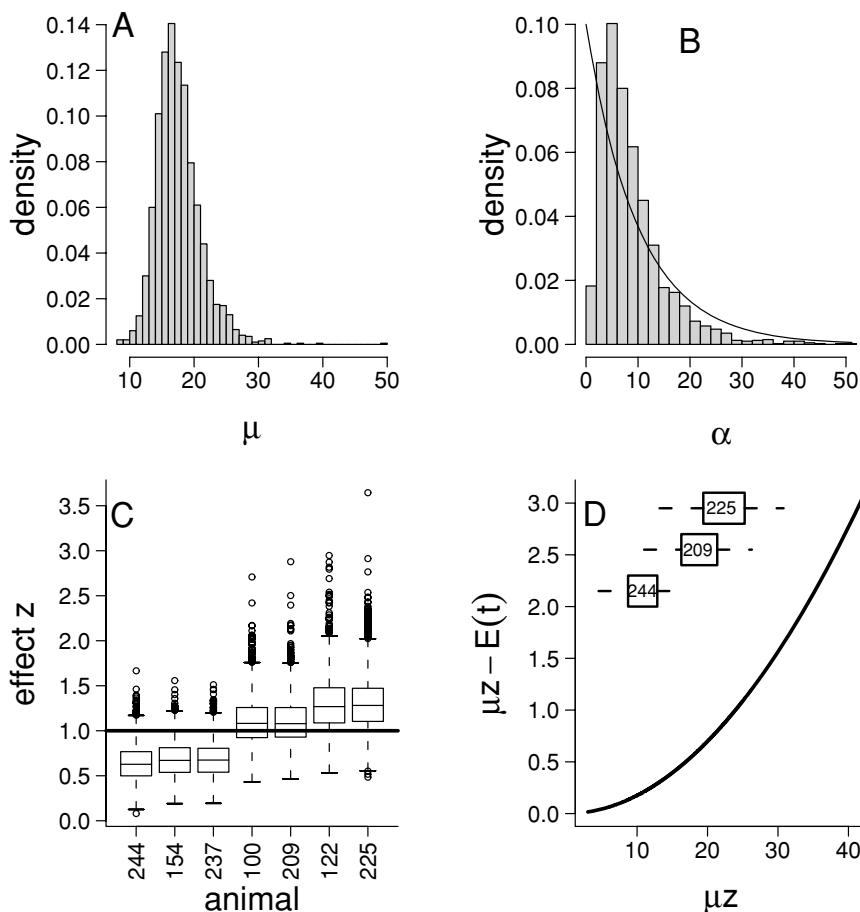 A
density
0.14
0.12
0.10
0.08
0.06
0.04
0.02
0.00
10 20 30 40 50
μ
B
density
0.10
0.08
0.06
0.04
0.02
0.00
0 10 20 30 40 50
α
C
effect z
3.5
3.0
2.5
2.0
1.5
1.0
0.5
0.0
244 154 237 100 209 122 225
animal
D
μz − E(t)
3.0
2.5
2.0
1.5
1.0
0.5
0.0
225
209
244
10 20 30 40
μz